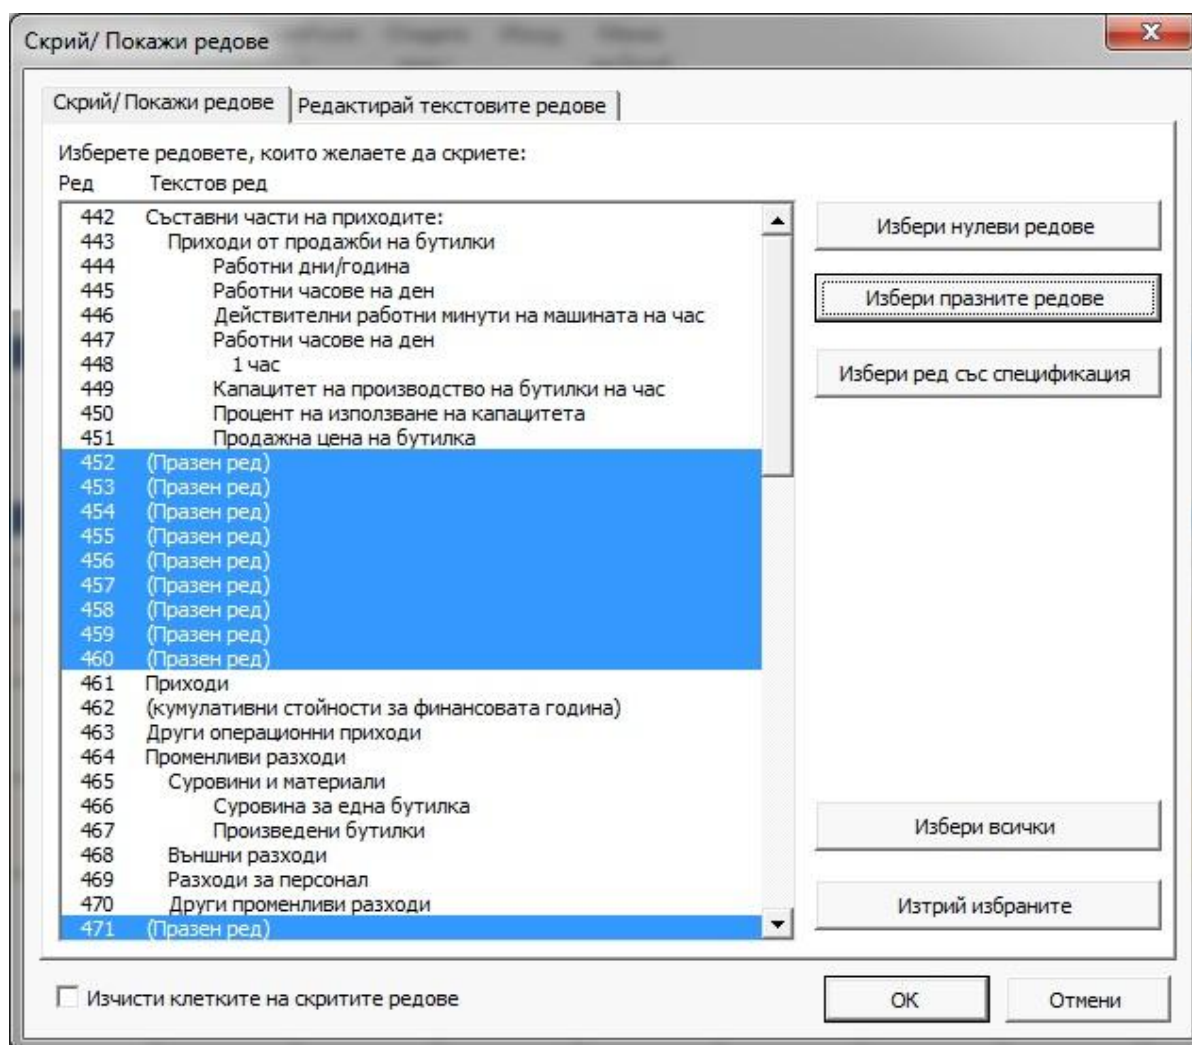 Скрий/ Покажи редове
Скрий/Покажи редове
Редактирай текстовите редове
Изберете редовете, които желаете да скриете:
Ред Текстов ред
442 Съставни части на приходите:
443 Приходи от продажби на бутилки
444 Работни дни/година
445 Работни часове на ден
446 Действителни работни минути на машината на час
447 Работни часове на ден
448 1 час
449 Капацитет на производство на бутилки на час
450 Процент на използване на капацитета
451 Продажна цена на бутилка
452 (Празен ред)
453 (Празен ред)
454 (Празен ред)
455 (Празен ред)
456 (Празен ред)
457 (Празен ред)
458 (Празен ред)
459 (Празен ред)
460 (Празен ред)
461 Приходи
462 (кумулативни стойности за финансовата година)
463 Други операционни приходи
464 Променливи разходи
465 Суровини и материали
466 Суровина за една бутилка
467 Произведени бутилки
468 Външни разходи
469 Разходи за персонал
470 Други променливи разходи
471 (Празен ред)
Избери нулеви редове
Избери празните редове
Избери ред със спецификация
Избери всички
Изтрий избраните
Изчисти клетките на скритите редове
OK
Отмени